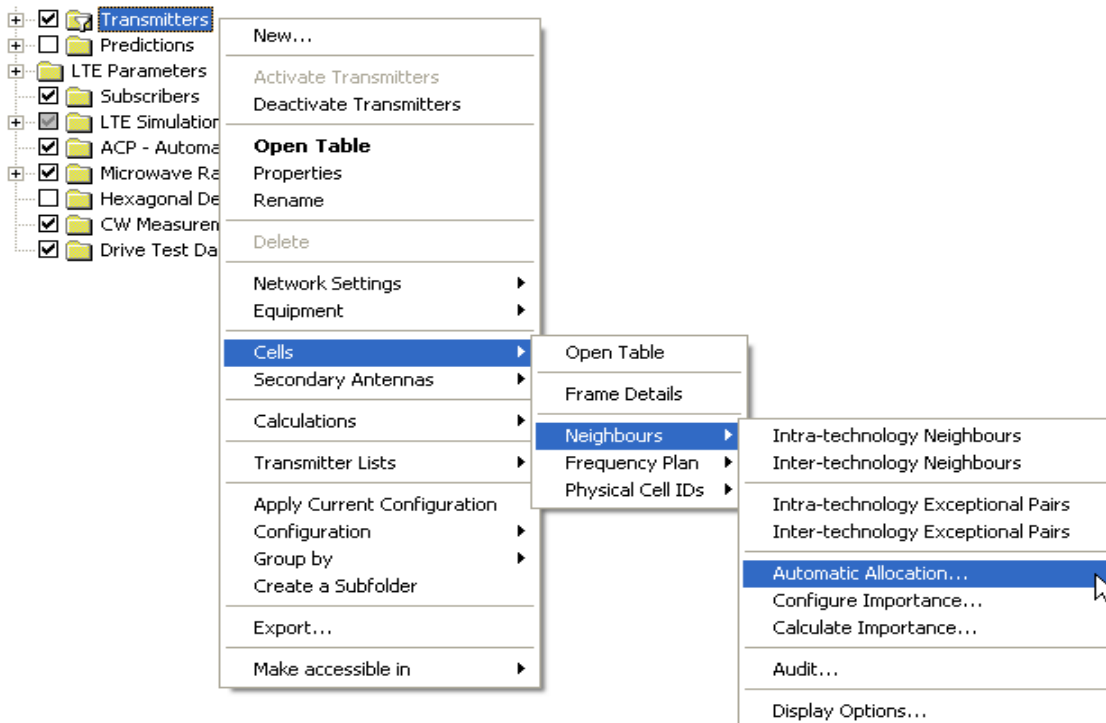 Transmitters
Predictions
LTE Parameters
Subscribers
LTE Simulation
ACP - Automa
Microwave Ra
Hexagonal De
CW Measurem
Drive Test Da
New...
Activate Transmitters
Deactivate Transmitters
Open Table
Properties
Rename
Delete
Network Settings
Equipment
Cells
Secondary Antennas
Calculations
Transmitter Lists
Apply Current Configuration
Configuration
Group by
Create a Subfolder
Export...
Make accessible in
Open Table
Frame Details
Neighbours
Frequency Plan
Physical Cell IDs
Intra-technology Neighbours
Inter-technology Neighbours
Intra-technology Exceptional Pairs
Inter-technology Exceptional Pairs
Automatic Allocation...
Configure Importance...
Calculate Importance...
Audit...
Display Options...